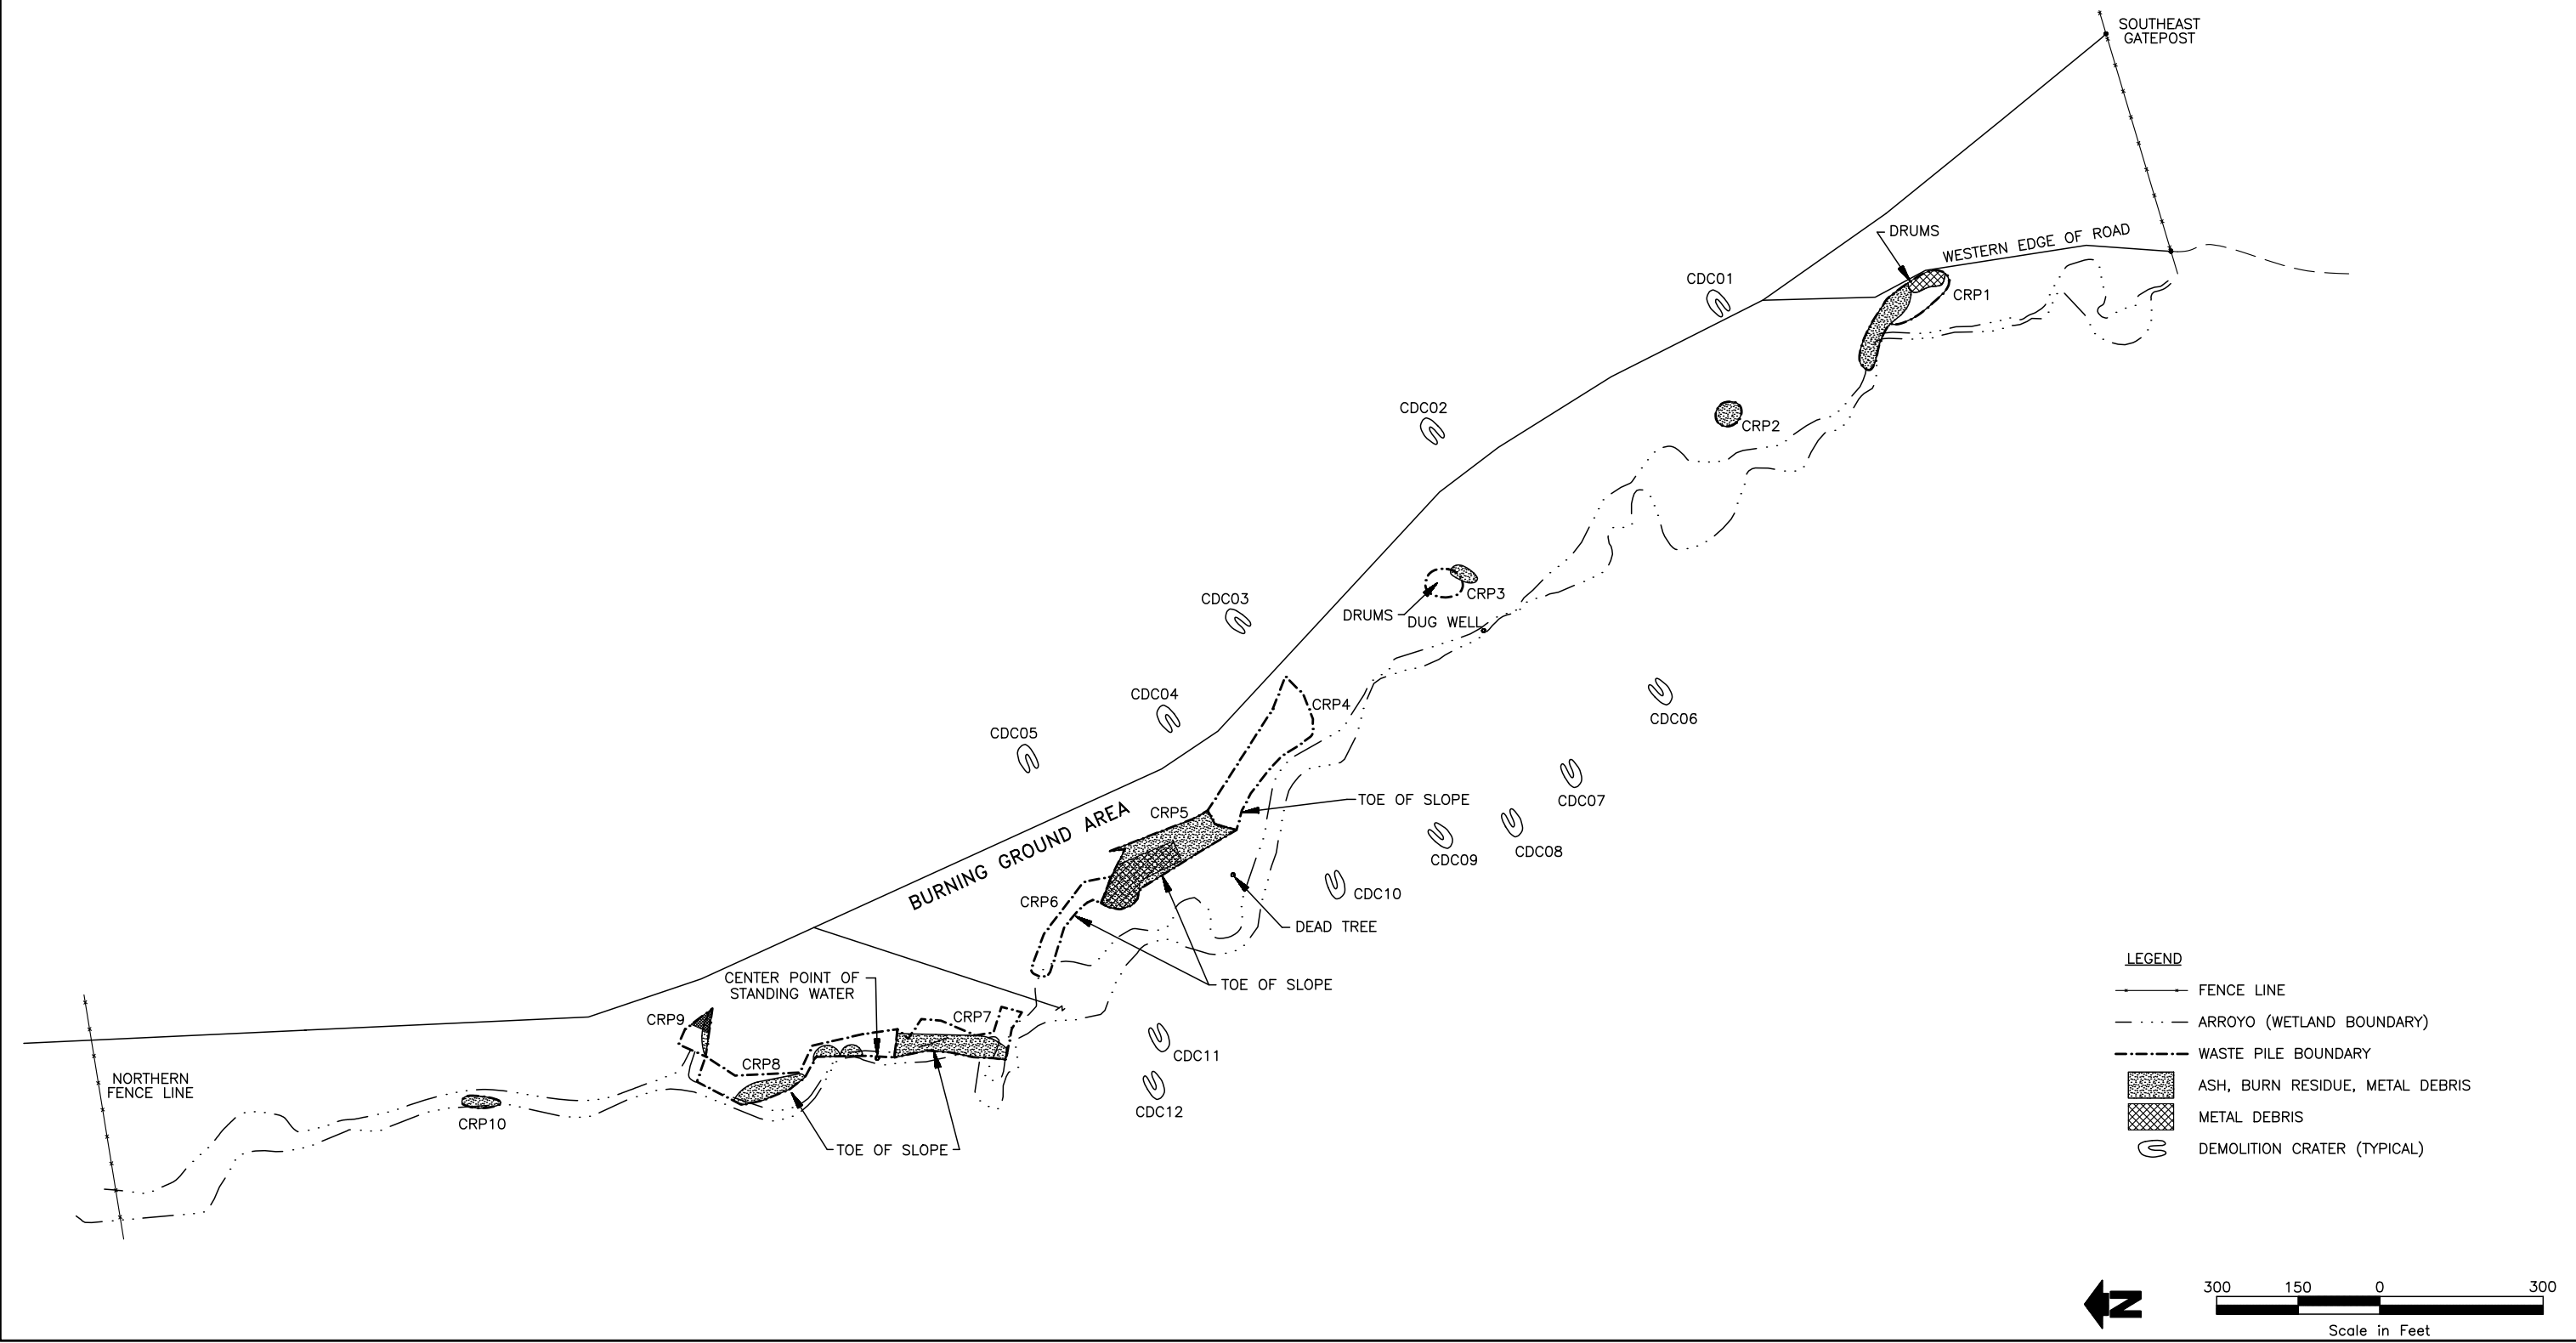 SOUTHEAST
GATEPOST
DRUMS
WESTERN EDGE OF ROAD
CDC01
CRP1
CDC02
CRP2
CDC03
CRP3
DRUMS
DUG WELL
CDC04
CRP4
CDC06
CDC05
TOE OF SLOPE
CDC07
CRP5
BURNING GROUND AREA
CDC08
CDC09
CRP6
CDC10
DEAD TREE
CENTER POINT OF
STANDING WATER
TOE OF SLOPE
CRP9
CRP7
CDC11
CRP8
NORTHERN
FENCE LINE
CDC12
CRP10
TOE OF SLOPE
LEGEND
FENCE LINE
ARROYO (WETLAND BOUNDARY)
WASTE PILE BOUNDARY
ASH, BURN RESIDUE, METAL DEBRIS
METAL DEBRIS
DEMOLITION CRATER (TYPICAL)
N
300 150 0 300
Scale in Feet